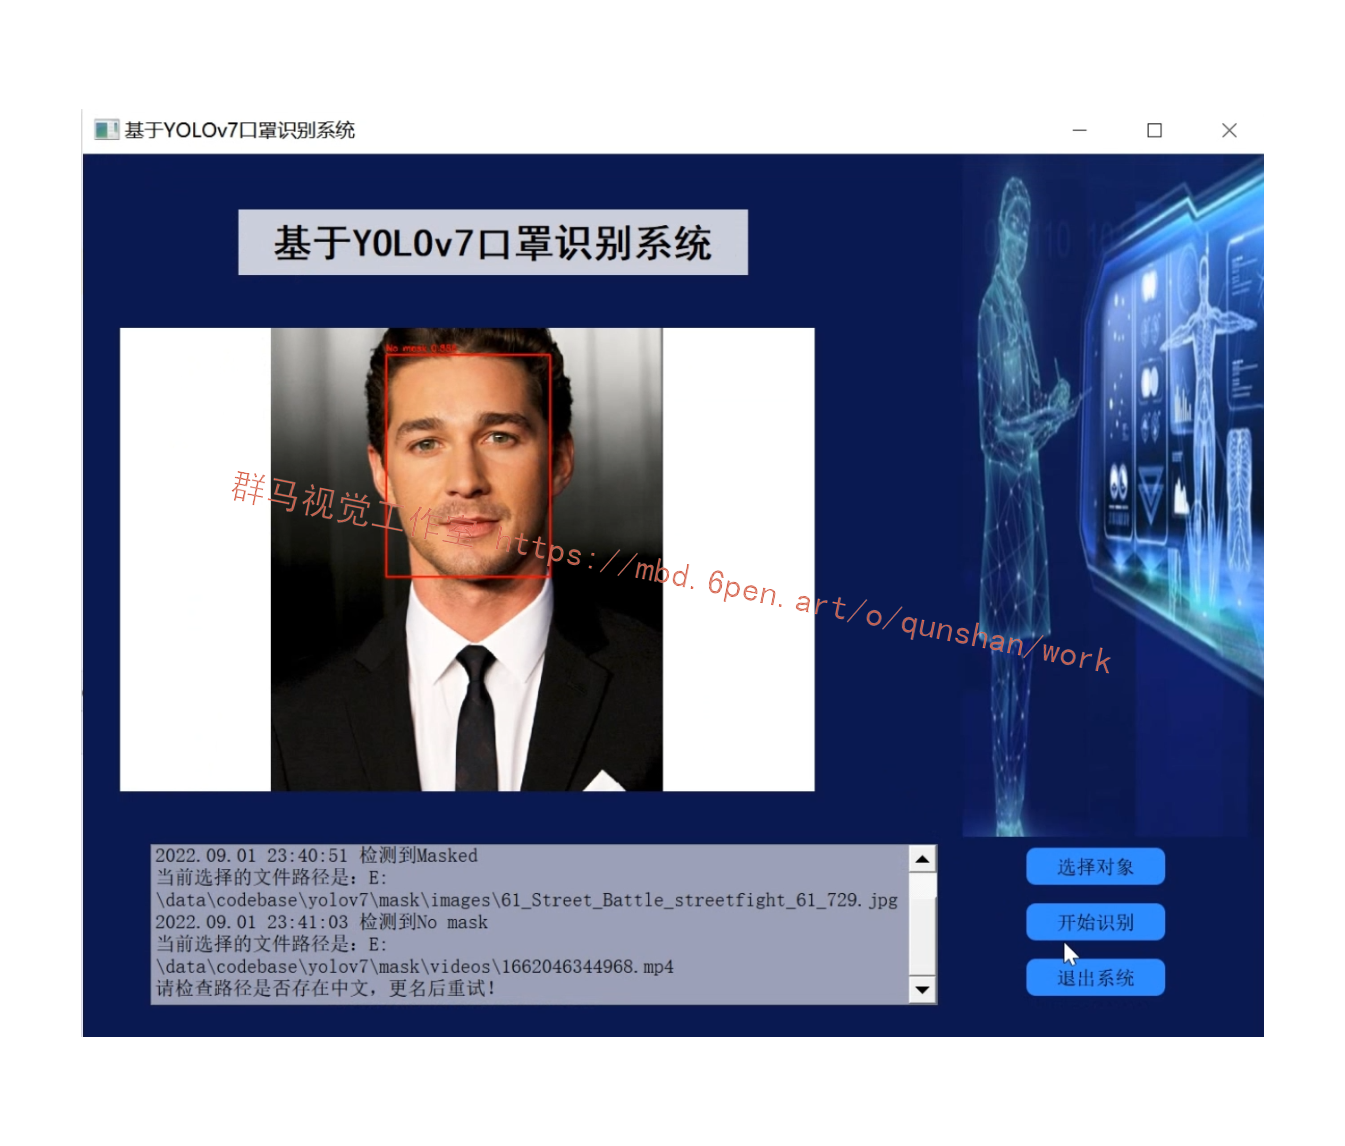 基于YOLOv7口罩识别系统
基于YOLOv7口罩识别系统
No mask 0.88
群马视觉工作室 https://mbd.6pen.art/o/qunshan/work
2022.09.01 23:40:51 检测到Masked
当前选择的文件路径是：E:
\data\codebase\yolov7\mask\images\61_Street_Battle_streetfight_61_729.jpg
2022.09.01 23:41:03 检测到No mask
当前选择的文件路径是：E:
\data\codebase\yolov7\mask\videos\1662046344968.mp4
请检查路径是否存在中文，更名后重试！
选择对象
开始识别
退出系统